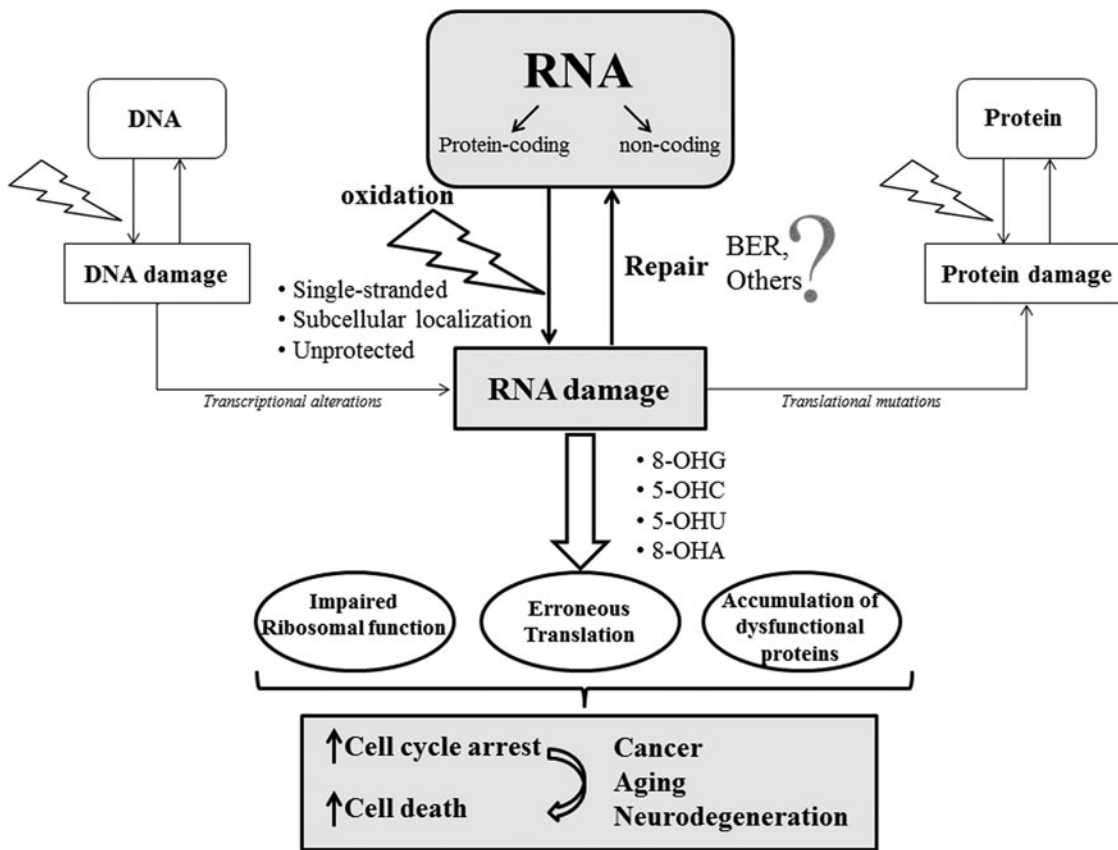 RNA
Protein-coding
non-coding
DNA
Protein
oxidation
Repair
BER,
Others
?
DNA damage
Protein damage
• Single-stranded
• Subcellular localization
• Unprotected
RNA damage
Transcriptional alterations
Translational mutations
• 8-OHG
• 5-OHC
• 5-OHU
• 8-OHA
Impaired
Ribosomal function
Erroneous
Translation
Accumulation of
dysfunctional
proteins
↑Cell cycle arrest
↑Cell death
Cancer
Aging
Neurodegeneration